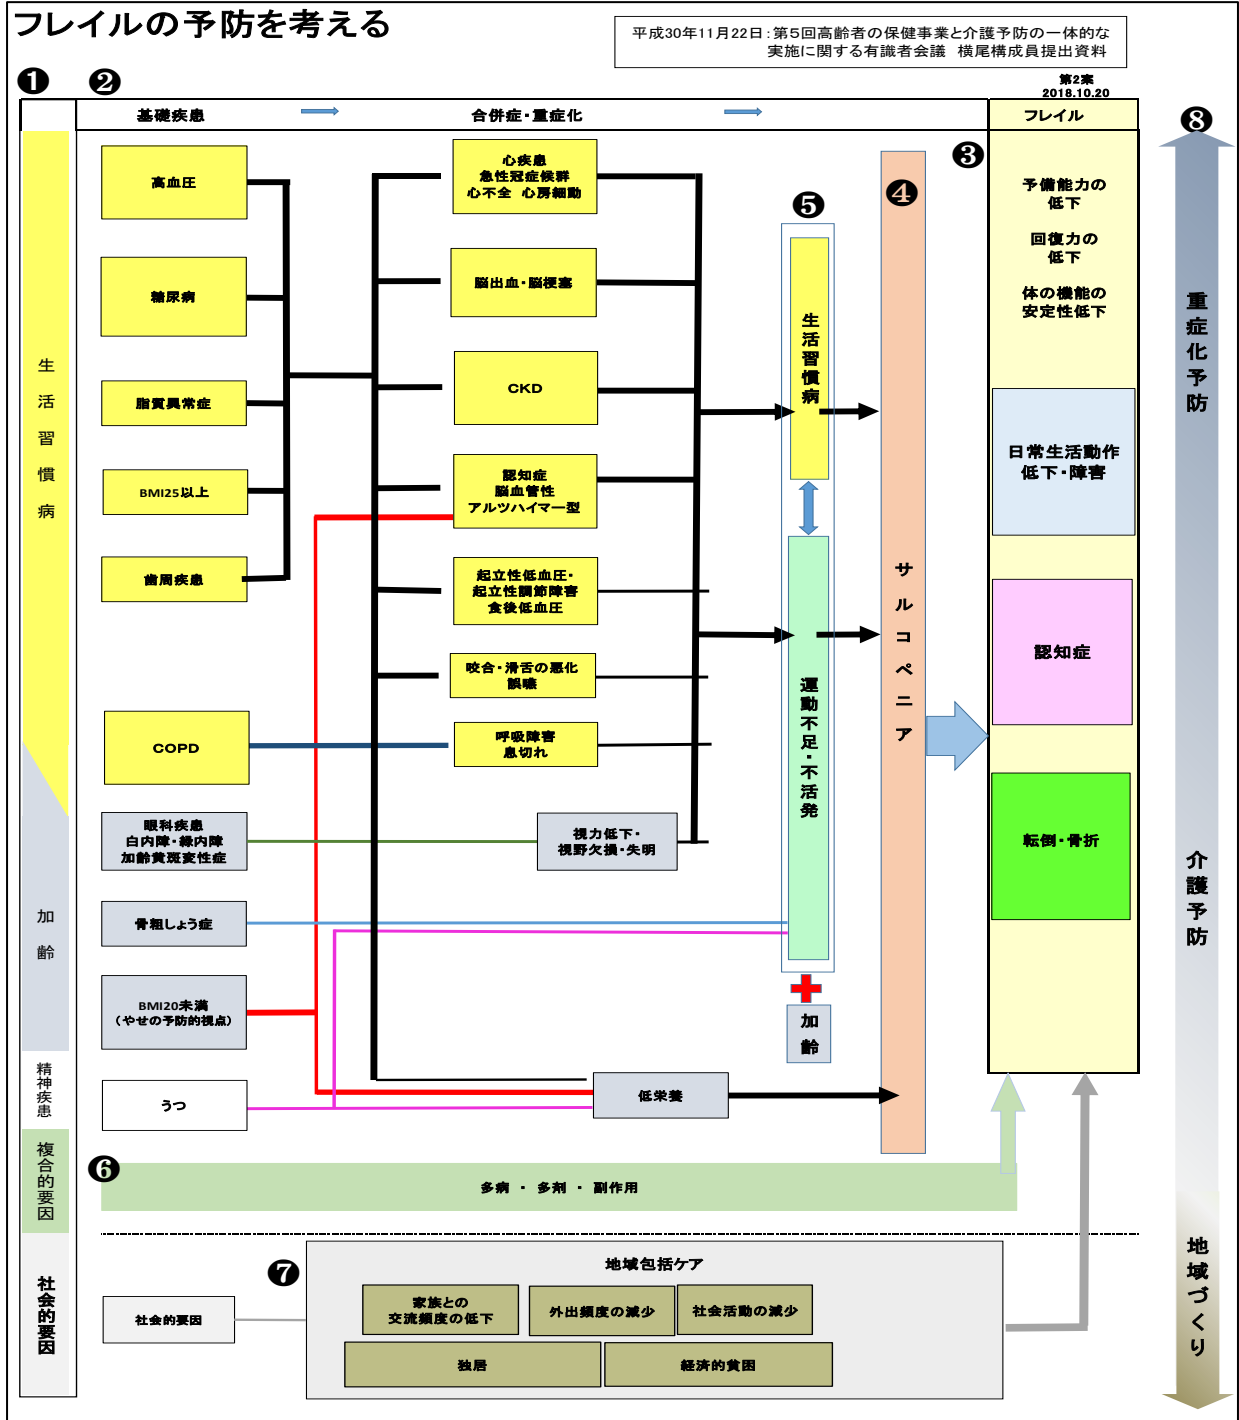 フレイルの予防を考える
平成30年11月22日:第5回高齢者の保健事業と介護予防の一体的な
実施に関する有識者会議 横尾構成員提出資料
❶
❷
第2案
2018.10.20
基礎疾患
合併症・重症化
フレイル
❽
❸
生活習慣病
加齢
精神疾患
複合的要因
社会的要因
高血圧
糖尿病
脂質異常症
BMI25以上
歯周疾患
COPD
眼科疾患
白内障・緑内障
加齢黄斑変性症
骨粗しょう症
BMI20未満
(やせの予防的視点)
うつ
心疾患
急性冠症候群
心不全 心房細動
脳出血・脳梗塞
CKD
認知症
脳血管性
アルツハイマー型
起立性低血圧・
起立性調節障害
食後低血圧
咬合・滑舌の悪化
誤嚥
呼吸障害
息切れ
視力低下・
視野欠損・失明
低栄養
❺
生活習慣病
運動不足・不活発
加齢
❹
サルコペニア
予備能力の
低下
回復力の
低下
体の機能の
安定性低下
日常生活動作
低下・障害
認知症
転倒・骨折
重症化予防
介護予防
地域づくり
❻
多病 ・ 多剤 ・ 副作用
❼
地域包括ケア
社会的要因
家族との
交流頻度の低下
外出頻度の減少
社会活動の減少
独居
経済的貧困